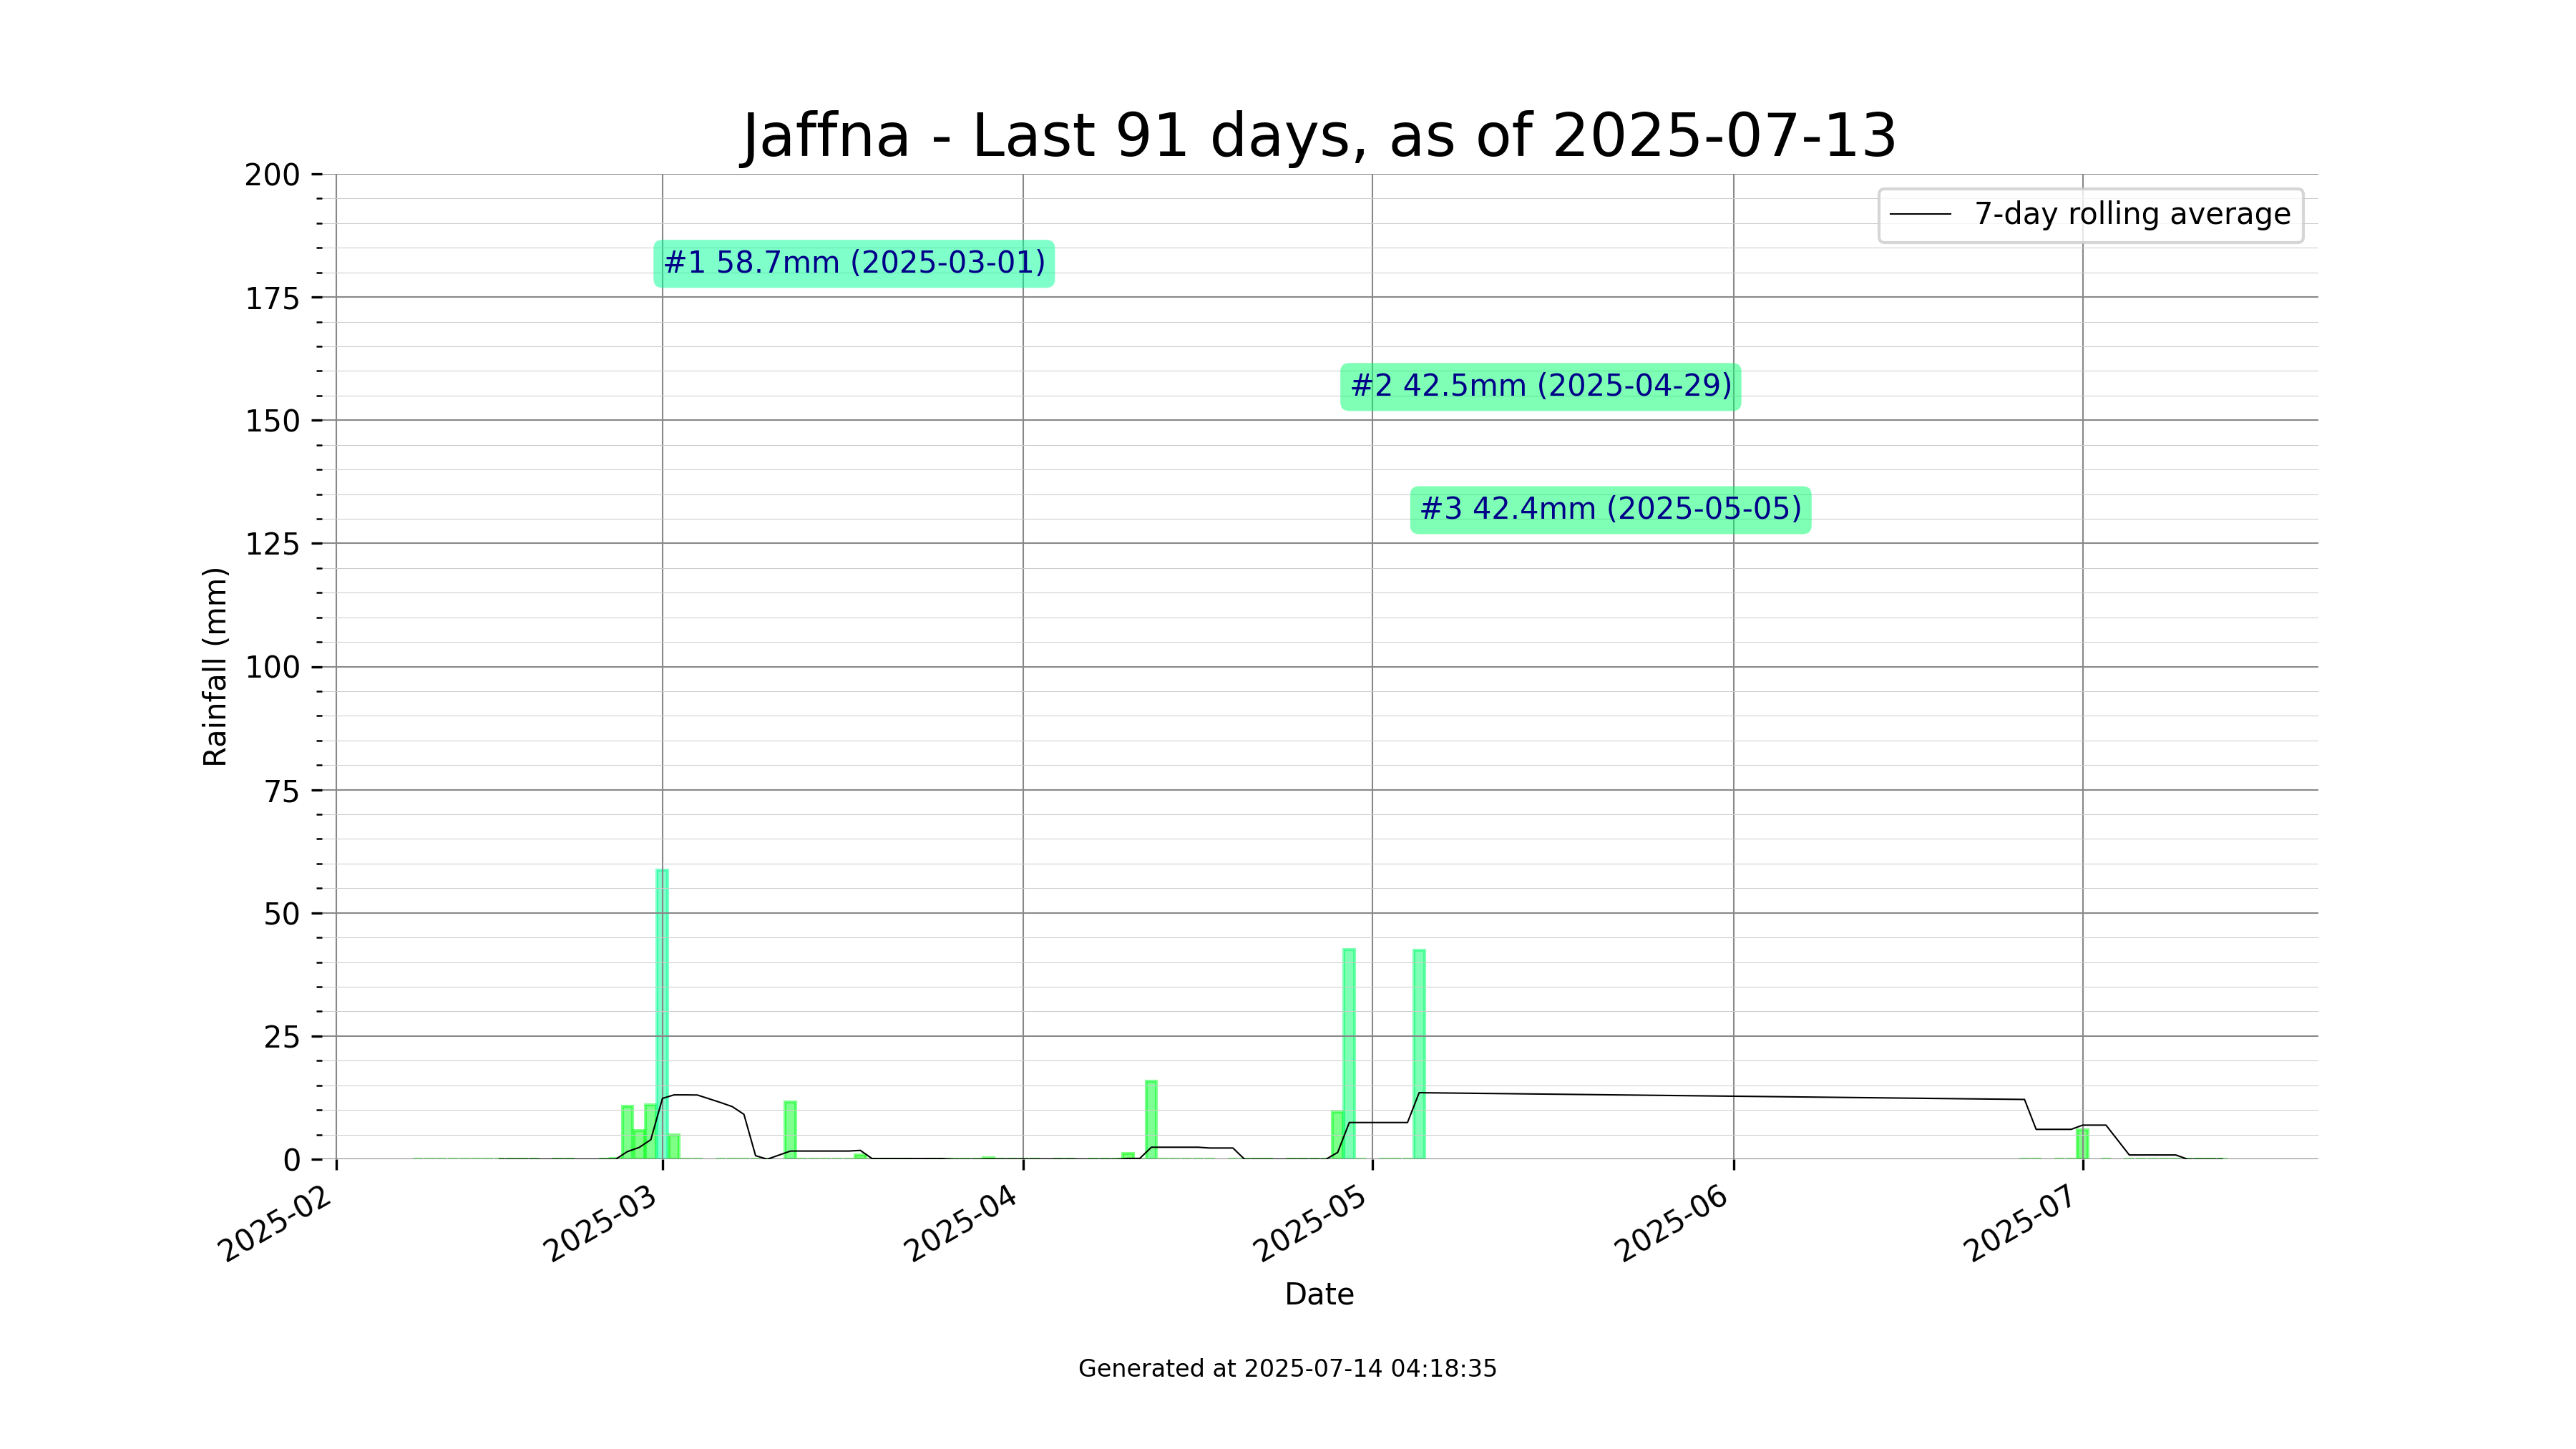 Jaffna - Last 91 days, as of 2025-07-13
7-day rolling average
#1 58.7mm (2025-03-01)
#2 42.5mm (2025-04-29)
#3 42.4mm (2025-05-05)
Rainfall (mm)
200
175
150
125
100
75
50
25
0
2025-02
2025-03
2025-04
2025-05
2025-06
2025-07
Date
Generated at 2025-07-14 04:18:35